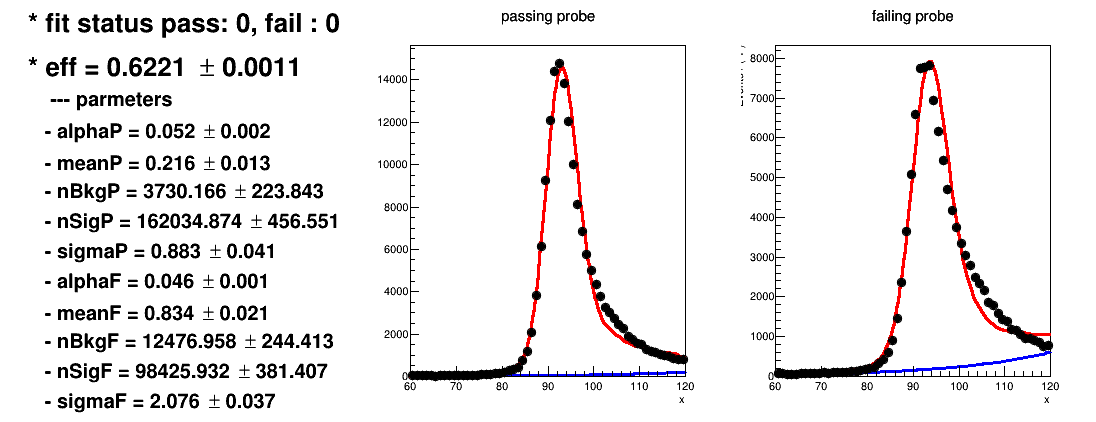 * fit status pass: 0, fail : 0
* eff = 0.6221 ± 0.0011
--- parmeters
- alphaP = 0.052 ± 0.002
- meanP = 0.216 ± 0.013
- nBkgP = 3730.166 ± 223.843
- nSigP = 162034.874 ± 456.551
- sigmaP = 0.883 ± 0.041
- alphaF = 0.046 ± 0.001
- meanF = 0.834 ± 0.021
- nBkgF = 12476.958 ± 244.413
- nSigF = 98425.932 ± 381.407
- sigmaF = 2.076 ± 0.037
passing probe
14000
12000
10000
8000
6000
4000
2000
0
60 70 80 90 100 110 120
x
failing probe
8000
7000
6000
5000
4000
3000
2000
1000
0
60 70 80 90 100 110 120
x